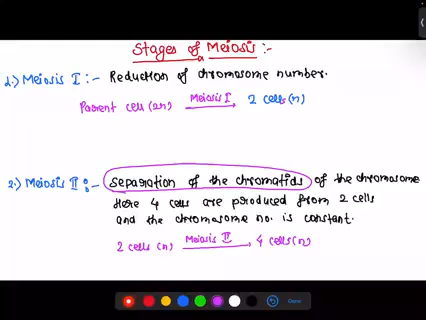 Stages of Meiosis :-
1.) Meiosis I :- Reduction of chromosome number.
Parent cell (2n) Meiosis I → 2 cells (n)
2.) Meiosis II :- Separation of the chromatids of the chromosome
Here 4 cells are produced from 2 cells
and the chromosome no. is constant.
2 cells (n) Meiosis II → 4 cells (n)